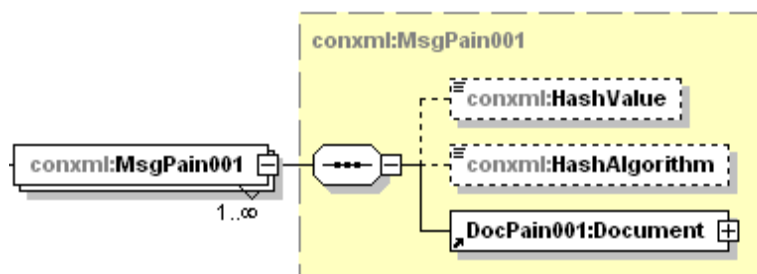 conxml:MsgPain001
conxml:HashValue
conxml:MsgPain001
conxml:HashAlgorithm
1..∞
DocPain001:Document